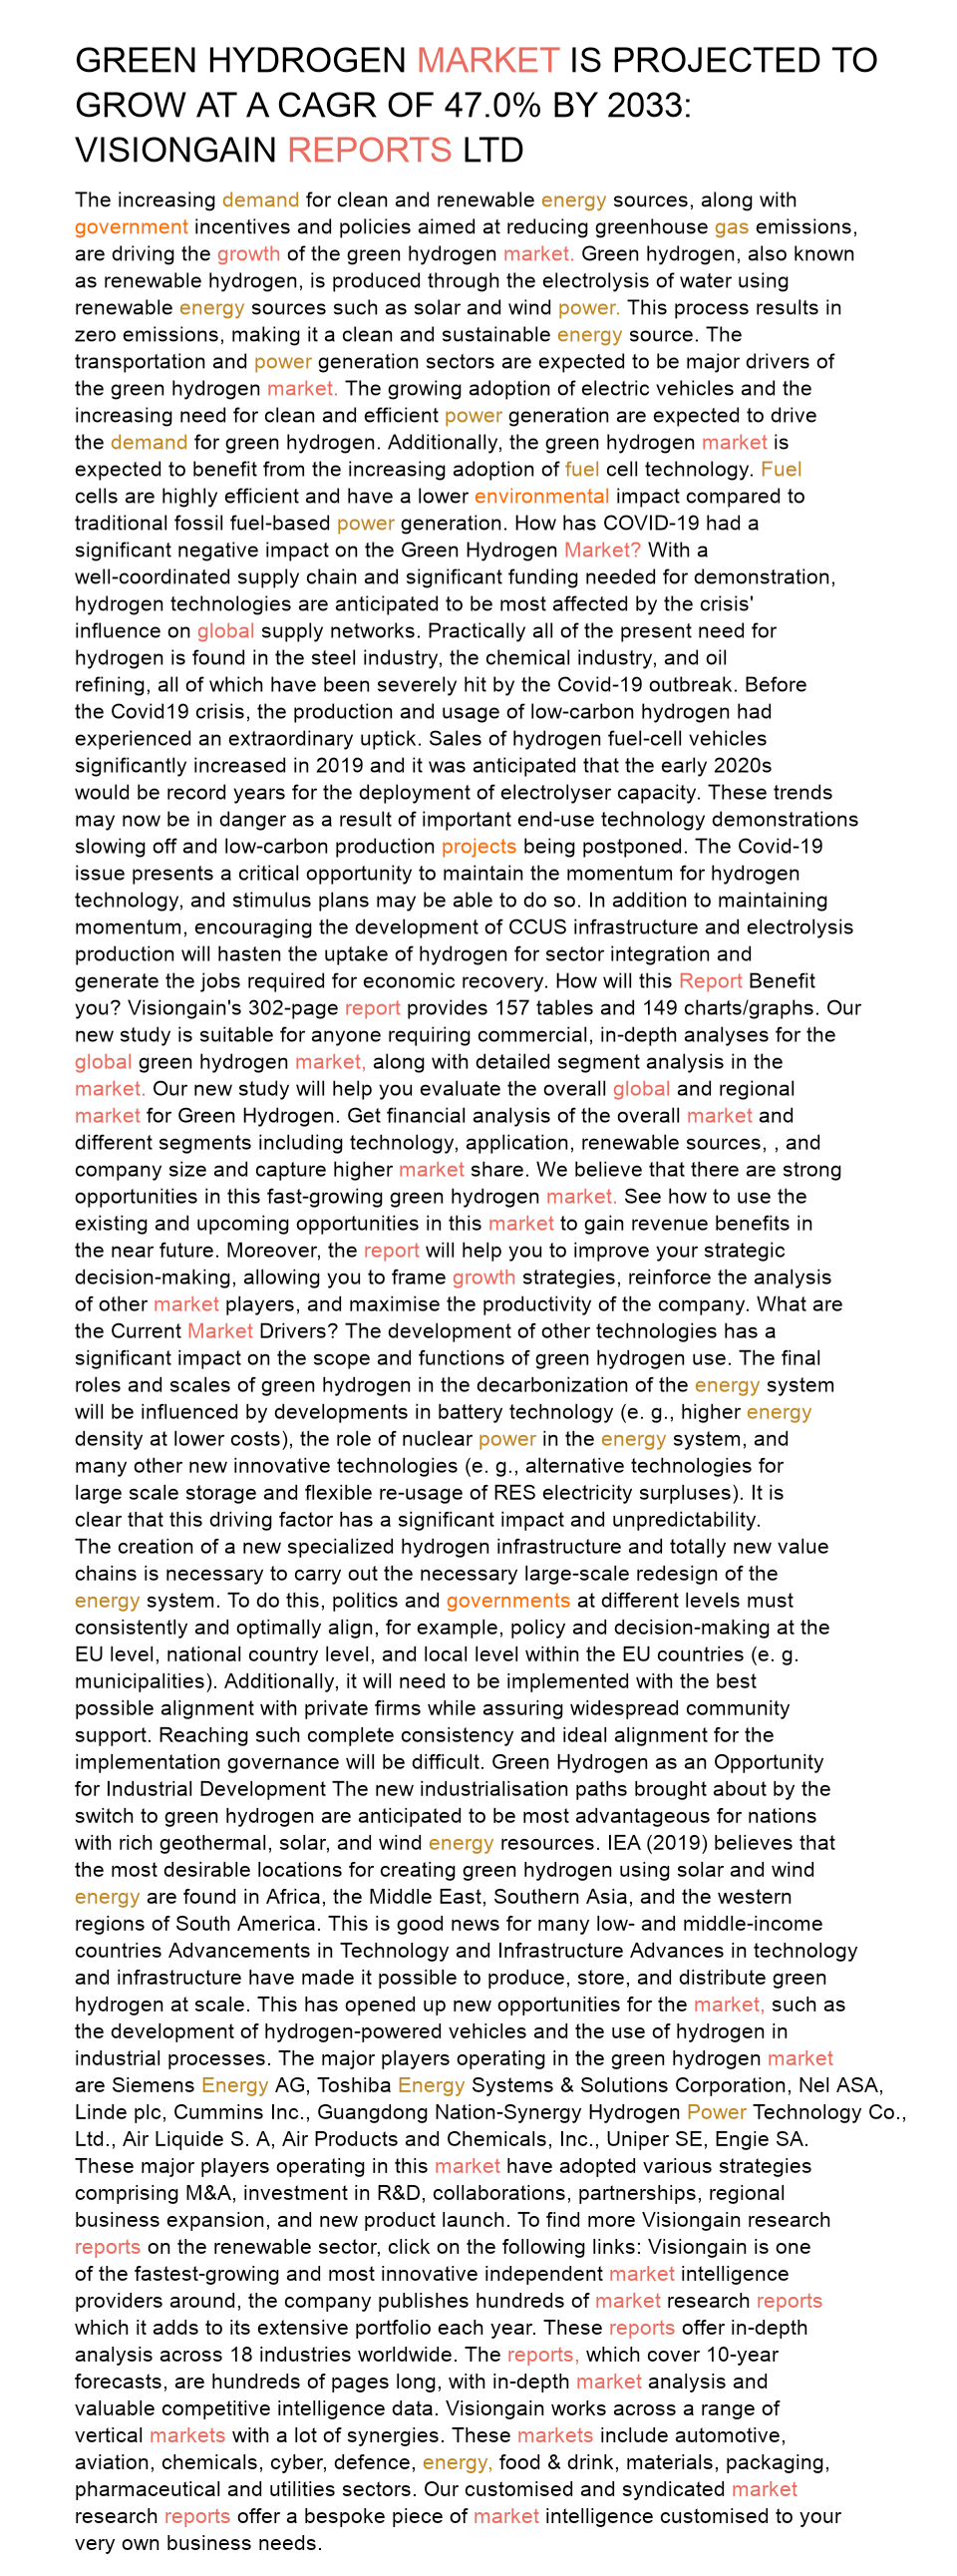 GREEN HYDROGEN MARKET IS PROJECTED TO
GROW AT A CAGR OF 47.0% BY 2033:
VISIONGAIN REPORTS LTD
The increasing demand for clean and renewable energy sources, along with
government incentives and policies aimed at reducing greenhouse gas emissions,
are driving the growth of the green hydrogen market. Green hydrogen, also known
as renewable hydrogen, is produced through the electrolysis of water using
renewable energy sources such as solar and wind power. This process results in
zero emissions, making it a clean and sustainable energy source. The
transportation and power generation sectors are expected to be major drivers of
the green hydrogen market. The growing adoption of electric vehicles and the
increasing need for clean and efficient power generation are expected to drive
the demand for green hydrogen. Additionally, the green hydrogen market is
expected to benefit from the increasing adoption of fuel cell technology. Fuel
cells are highly efficient and have a lower environmental impact compared to
traditional fossil fuel-based power generation. How has COVID-19 had a
significant negative impact on the Green Hydrogen Market? With a
well-coordinated supply chain and significant funding needed for demonstration,
hydrogen technologies are anticipated to be most affected by the crisis'
influence on global supply networks. Practically all of the present need for
hydrogen is found in the steel industry, the chemical industry, and oil
refining, all of which have been severely hit by the Covid-19 outbreak. Before
the Covid19 crisis, the production and usage of low-carbon hydrogen had
experienced an extraordinary uptick. Sales of hydrogen fuel-cell vehicles
significantly increased in 2019 and it was anticipated that the early 2020s
would be record years for the deployment of electrolyser capacity. These trends
may now be in danger as a result of important end-use technology demonstrations
slowing off and low-carbon production projects being postponed. The Covid-19
issue presents a critical opportunity to maintain the momentum for hydrogen
technology, and stimulus plans may be able to do so. In addition to maintaining
momentum, encouraging the development of CCUS infrastructure and electrolysis
production will hasten the uptake of hydrogen for sector integration and
generate the jobs required for economic recovery. How will this Report Benefit
you? Visiongain's 302-page report provides 157 tables and 149 charts/graphs. Our
new study is suitable for anyone requiring commercial, in-depth analyses for the
global green hydrogen market, along with detailed segment analysis in the
market. Our new study will help you evaluate the overall global and regional
market for Green Hydrogen. Get financial analysis of the overall market and
different segments including technology, application, renewable sources, , and
company size and capture higher market share. We believe that there are strong
opportunities in this fast-growing green hydrogen market. See how to use the
existing and upcoming opportunities in this market to gain revenue benefits in
the near future. Moreover, the report will help you to improve your strategic
decision-making, allowing you to frame growth strategies, reinforce the analysis
of other market players, and maximise the productivity of the company. What are
the Current Market Drivers? The development of other technologies has a
significant impact on the scope and functions of green hydrogen use. The final
roles and scales of green hydrogen in the decarbonization of the energy system
will be influenced by developments in battery technology (e. g., higher energy
density at lower costs), the role of nuclear power in the energy system, and
many other new innovative technologies (e. g., alternative technologies for
large scale storage and flexible re-usage of RES electricity surpluses). It is
clear that this driving factor has a significant impact and unpredictability.
The creation of a new specialized hydrogen infrastructure and totally new value
chains is necessary to carry out the necessary large-scale redesign of the
energy system. To do this, politics and governments at different levels must
consistently and optimally align, for example, policy and decision-making at the
EU level, national country level, and local level within the EU countries (e. g.
municipalities). Additionally, it will need to be implemented with the best
possible alignment with private firms while assuring widespread community
support. Reaching such complete consistency and ideal alignment for the
implementation governance will be difficult. Green Hydrogen as an Opportunity
for Industrial Development The new industrialisation paths brought about by the
switch to green hydrogen are anticipated to be most advantageous for nations
with rich geothermal, solar, and wind energy resources. IEA (2019) believes that
the most desirable locations for creating green hydrogen using solar and wind
energy are found in Africa, the Middle East, Southern Asia, and the western
regions of South America. This is good news for many low- and middle-income
countries Advancements in Technology and Infrastructure Advances in technology
and infrastructure have made it possible to produce, store, and distribute green
hydrogen at scale. This has opened up new opportunities for the market, such as
the development of hydrogen-powered vehicles and the use of hydrogen in
industrial processes. The major players operating in the green hydrogen market
are Siemens Energy AG, Toshiba Energy Systems & Solutions Corporation, Nel ASA,
Linde plc, Cummins Inc., Guangdong Nation-Synergy Hydrogen Power Technology Co.,
Ltd., Air Liquide S. A, Air Products and Chemicals, Inc., Uniper SE, Engie SA.
These major players operating in this market have adopted various strategies
comprising M&A, investment in R&D, collaborations, partnerships, regional
business expansion, and new product launch. To find more Visiongain research
reports on the renewable sector, click on the following links: Visiongain is one
of the fastest-growing and most innovative independent market intelligence
providers around, the company publishes hundreds of market research reports
which it adds to its extensive portfolio each year. These reports offer in-depth
analysis across 18 industries worldwide. The reports, which cover 10-year
forecasts, are hundreds of pages long, with in-depth market analysis and
valuable competitive intelligence data. Visiongain works across a range of
vertical markets with a lot of synergies. These markets include automotive,
aviation, chemicals, cyber, defence, energy, food & drink, materials, packaging,
pharmaceutical and utilities sectors. Our customised and syndicated market
research reports offer a bespoke piece of market intelligence customised to your
very own business needs.